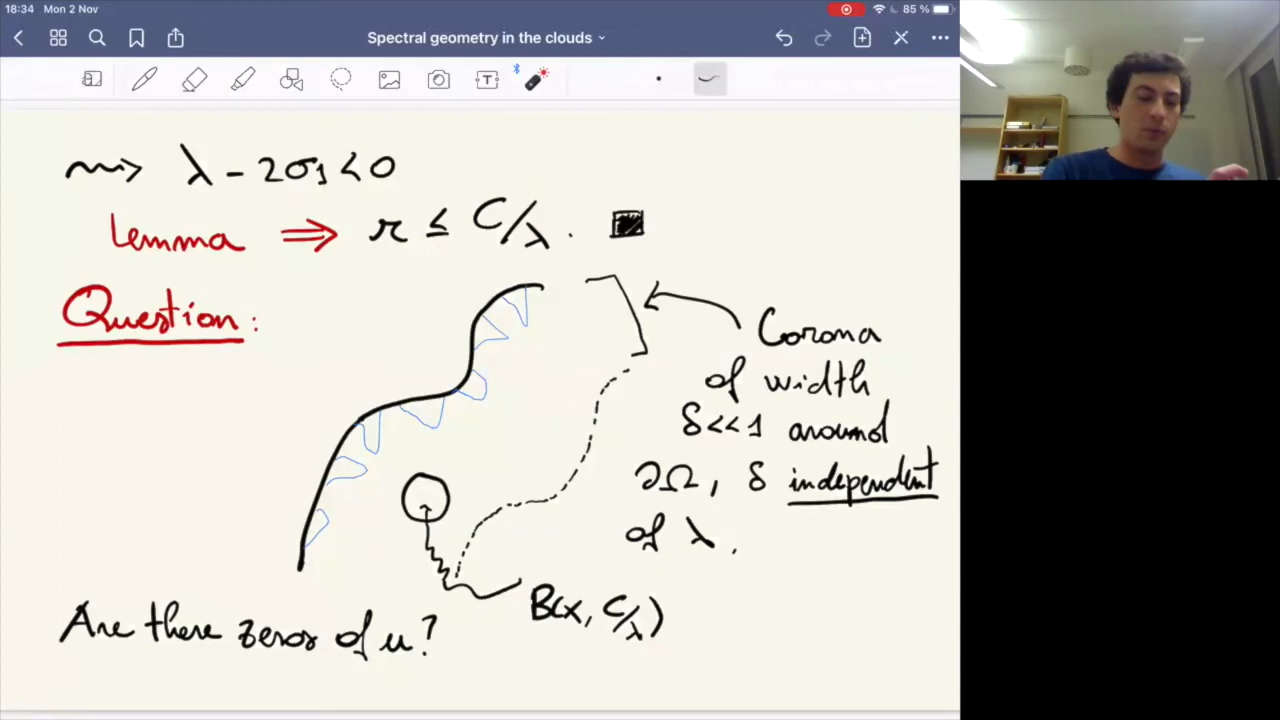 18:34 Mon 2 Nov
85 %
Spectral geometry in the clouds
⇝ λ - 2σ₁ < 0
Lemma ⇒ r ≤ C/λ. ■
Question:
Corona
of width
δ<<1 around
∂Ω, δ independent
of λ.
B(x, C/λ)
Are there zeros of u?